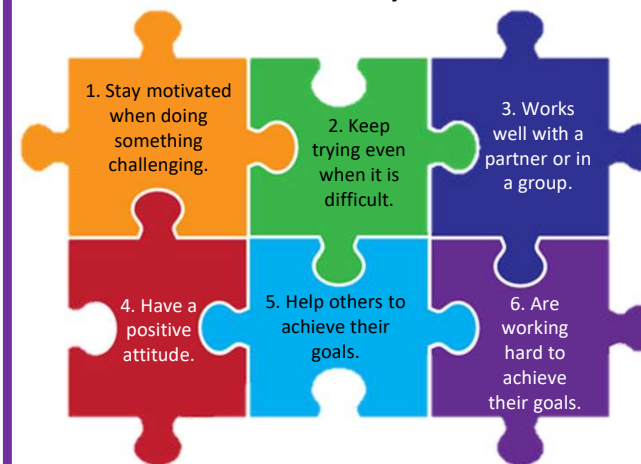 1. Stay motivated
when doing
something
challenging.
2. Keep
trying even
when it is
difficult.
3. Works
well with a
partner or in
a group.
4. Have a
positive
attitude.
5. Help others to
achieve their
goals.
6. Are
working
hard to
achieve
their goals.